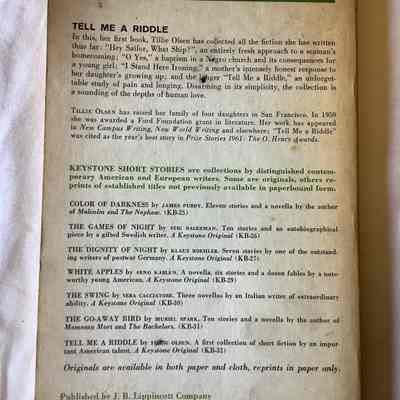 TELL ME A RIDDLE
In this, her first book, Tillie Olsen has collected all the fiction she has written
thus far: "Hey Sailor, What Ship?", an entirely fresh approach to a seaman's
homecoming; "O Yes," a baptism in a Negro church and its consequences for
a young girl; "I Stand Here Ironing," a mother's intensely honest response to
her daughter's growing up; and the longer "Tell Me a Riddle," an unforget-
table study of pain and longing. Disarming in its simplicity, the collection is
a sounding of the depths of human love.
TILLIE OLSEN has raised her family of four daughters in San Francisco. In 1959
she was awarded a Ford Foundation grant in literature. Her work has appeared
in New Campus Writing, New World Writing and elsewhere; "Tell Me a Riddle"
was cited as the year's best story in Prize Stories 1961: The O. Henry Awards.
KEYSTONE SHORT STORIES are collections by distinguished contem-
porary American and European writers. Some are originals, others re-
prints of established titles not previously available in paperbound form.
COLOR OF DARKNESS by JAMES PURDY. Eleven stories and a novella by the author
of Malcolm and The Nephew. (KB-25)
THE GAMES OF NIGHT by STIG DAGERMAN. Ten stories and an autobiographical
piece by a gifted Swedish writer. A Keystone Original (KB-26)
THE DIGNITY OF NIGHT by KLAUS ROEHLER. Seven stories by one of the outstand-
ing writers of postwar Germany. A Keystone Original (KB-27)
WHITE APPLES by ARNO KARLEN. A novella, six stories and a dozen fables by a note-
worthy young American. A Keystone Original (KB-29)
THE SWING by VERA CACCIATORE. Three novellas by an Italian writer of extraordinary
ability. A Keystone Original (KB-30)
THE GO-AWAY BIRD by MURIEL SPARK. Ten stories and a novella by the author of
Momento Mori and The Bachelors. (KB-31)
TELL ME A RIDDLE by TILLIE OLSEN. A first collection of short fiction by an impor-
tant American talent. A Keystone Original (KB-32)
Originals are available in both paper and cloth, reprints in paper only.
Published by J. B. Lippincott Company